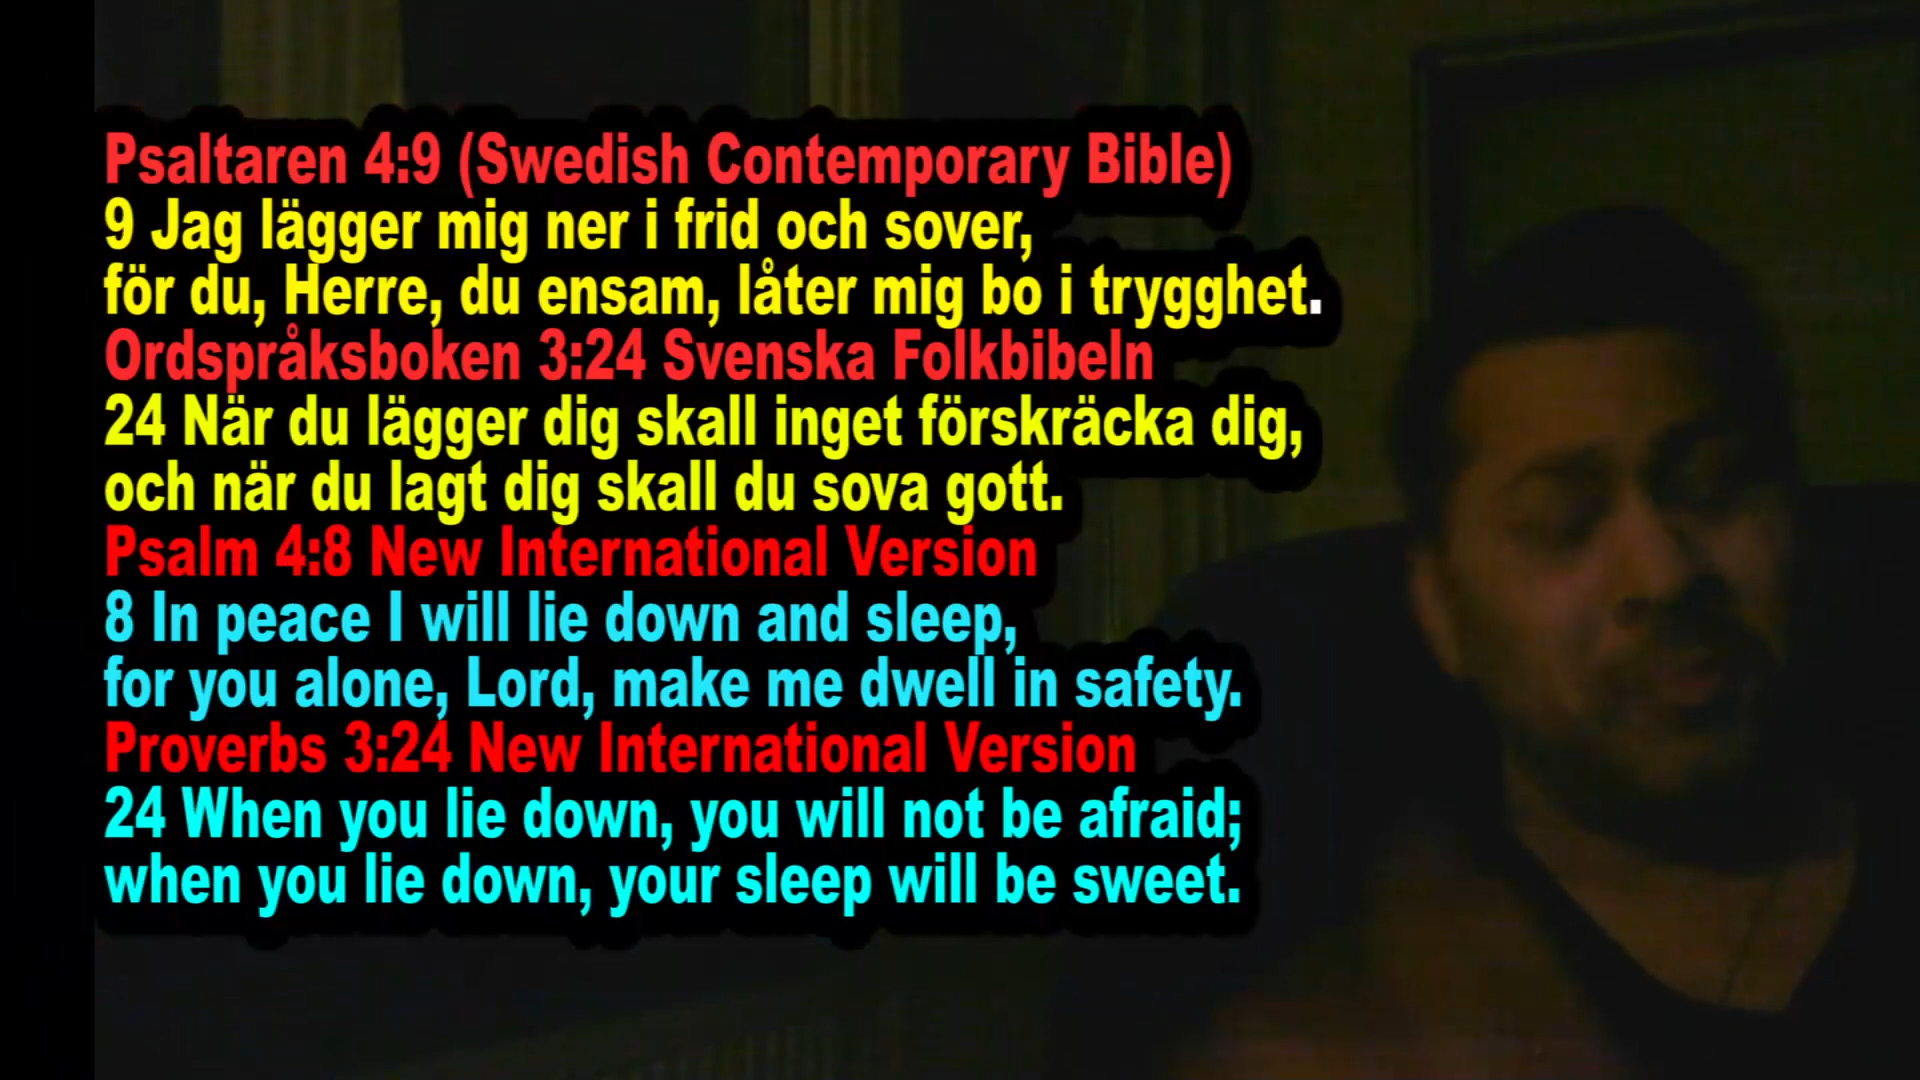 Psaltaren 4:9 (Swedish Contemporary Bible)
9 Jag lägger mig ner i frid och sover,
för du, Herre, du ensam, låter mig bo i trygghet.
Ordspråksboken 3:24 Svenska Folkbibeln
24 När du lägger dig skall inget förskräcka dig,
och när du lagt dig skall du sova gott.
Psalm 4:8 New International Version
8 In peace I will lie down and sleep,
for you alone, Lord, make me dwell in safety.
Proverbs 3:24 New International Version
24 When you lie down, you will not be afraid;
when you lie down, your sleep will be sweet.